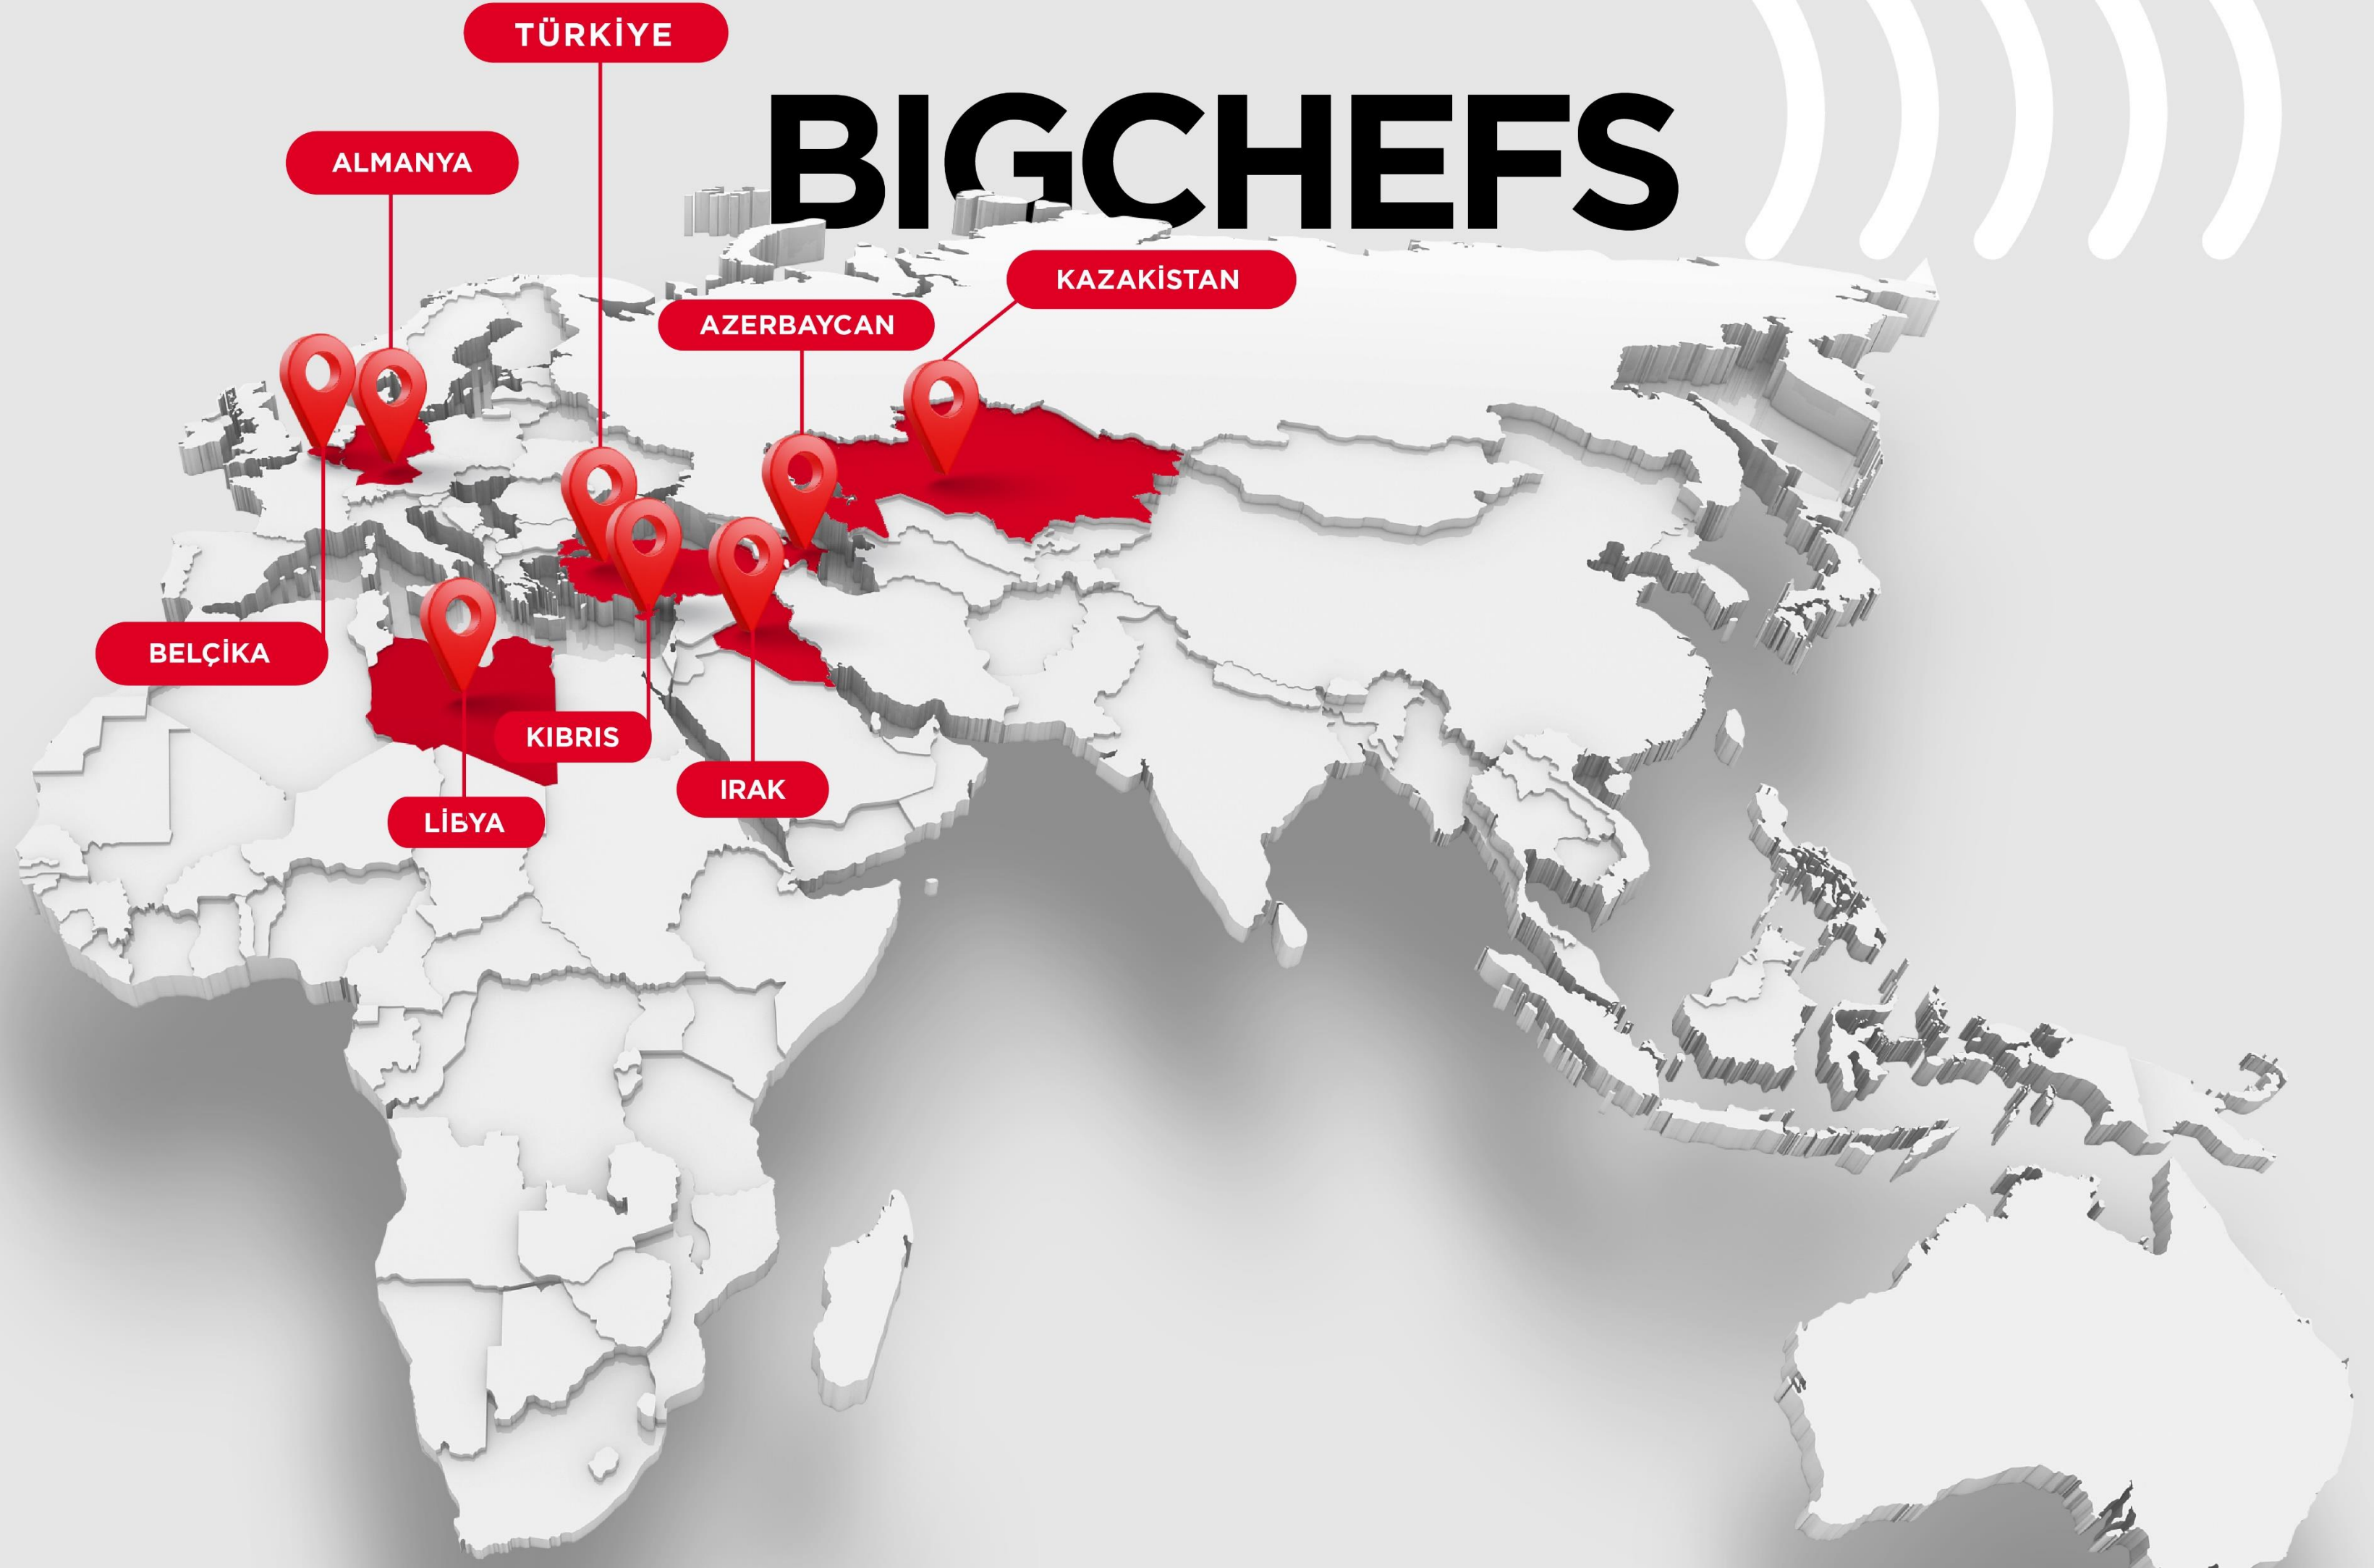 TÜRKİYE
BIGCHEFS
ALMANYA
KAZAKİSTAN
AZERBAYCAN
BELÇİKA
KIBRIS
IRAK
LİBYA